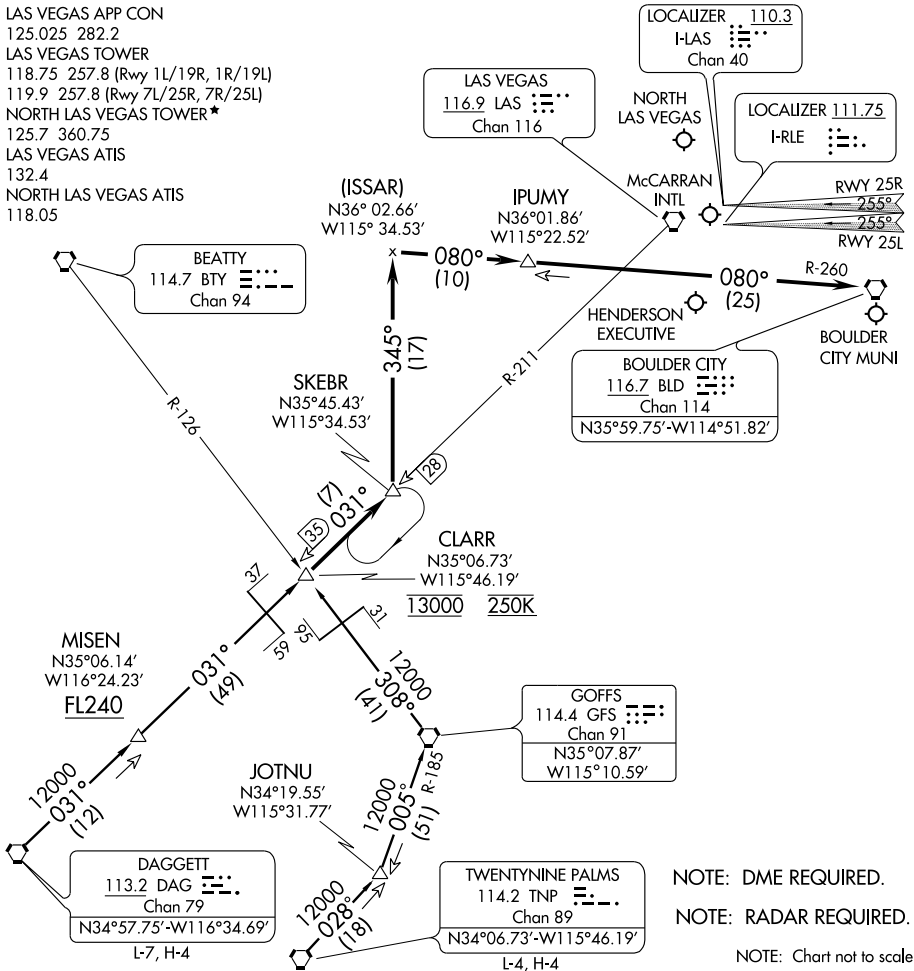 LAS VEGAS APP CON
125.025 282.2
LAS VEGAS TOWER
118.75 257.8 (Rwy 1L/19R, 1R/19L)
119.9 257.8 (Rwy 7L/25R, 7R/25L)
NORTH LAS VEGAS TOWER★
125.7 360.75
LAS VEGAS ATIS
132.4
NORTH LAS VEGAS ATIS
118.05
LOCALIZER 110.3
I-LAS
Chan 40
LAS VEGAS
116.9 LAS
Chan 116
NORTH
LAS VEGAS
LOCALIZER 111.75
I-RLE
McCARRAN
INTL
RWY 25R
255°
255°
RWY 25L
(ISSAR)
N36° 02.66'
W115° 34.53'
IPUMY
N36°01.86'
W115°22.52'
080°
(10)
080°
(25)
R-260
BEATTY
114.7 BTY
Chan 94
HENDERSON
EXECUTIVE
BOULDER
CITY MUNI
BOULDER CITY
116.7 BLD
Chan 114
N35°59.75'-W114°51.82'
345°
(17)
R-211
R-126
SKEBR
N35°45.43'
W115°34.53'
28
(7)
031°
35
CLARR
N35°06.73'
W115°46.19'
13000 250K
37
59
31
95
MISEN
N35°06.14'
W116°24.23'
FL240
031°
(49)
12000
308°
(41)
GOFFS
114.4 GFS
Chan 91
N35°07.87'
W115°10.59'
JOTNU
N34°19.55'
W115°31.77'
12000
005°
(51)
R-185
12000
031°
(12)
DAGGETT
113.2 DAG
Chan 79
N34°57.75'-W116°34.69'
L-7, H-4
12000
028°
(18)
TWENTYNINE PALMS
114.2 TNP
Chan 89
N34°06.73'-W115°46.19'
L-4, H-4
NOTE: DME REQUIRED.
NOTE: RADAR REQUIRED.
NOTE: Chart not to scale